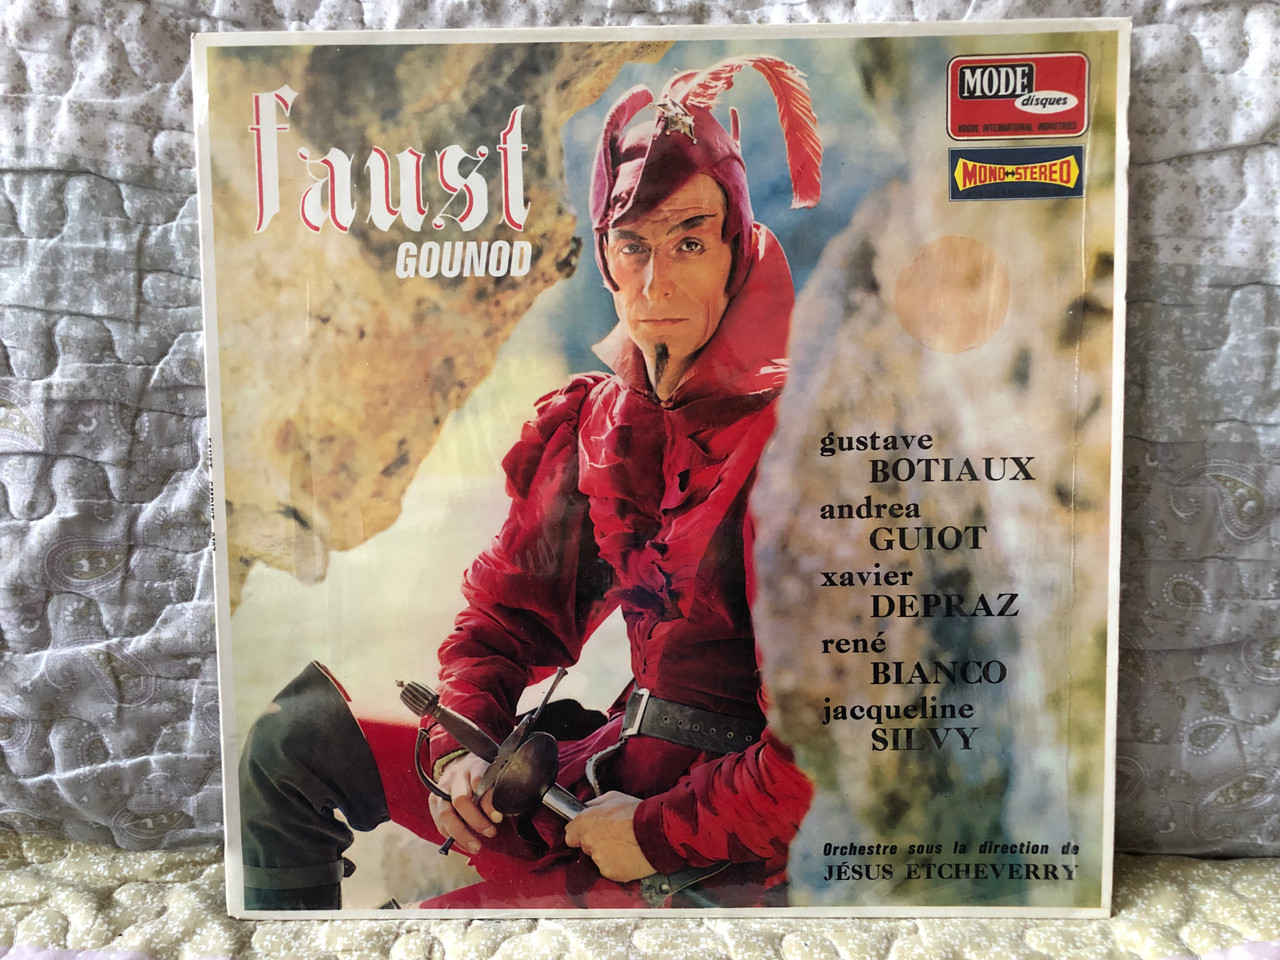 faust
GOUNOD
MODE
disques
VOGUE INTERNATIONAL INDUSTRIES
MONO↔STEREO
gustave
BOTIAUX
andrea
GUIOT
xavier
DEPRAZ
rené
BIANCO
jacqueline
SILVY
Orchestre sous la direction de
JÉSUS ETCHEVERRY